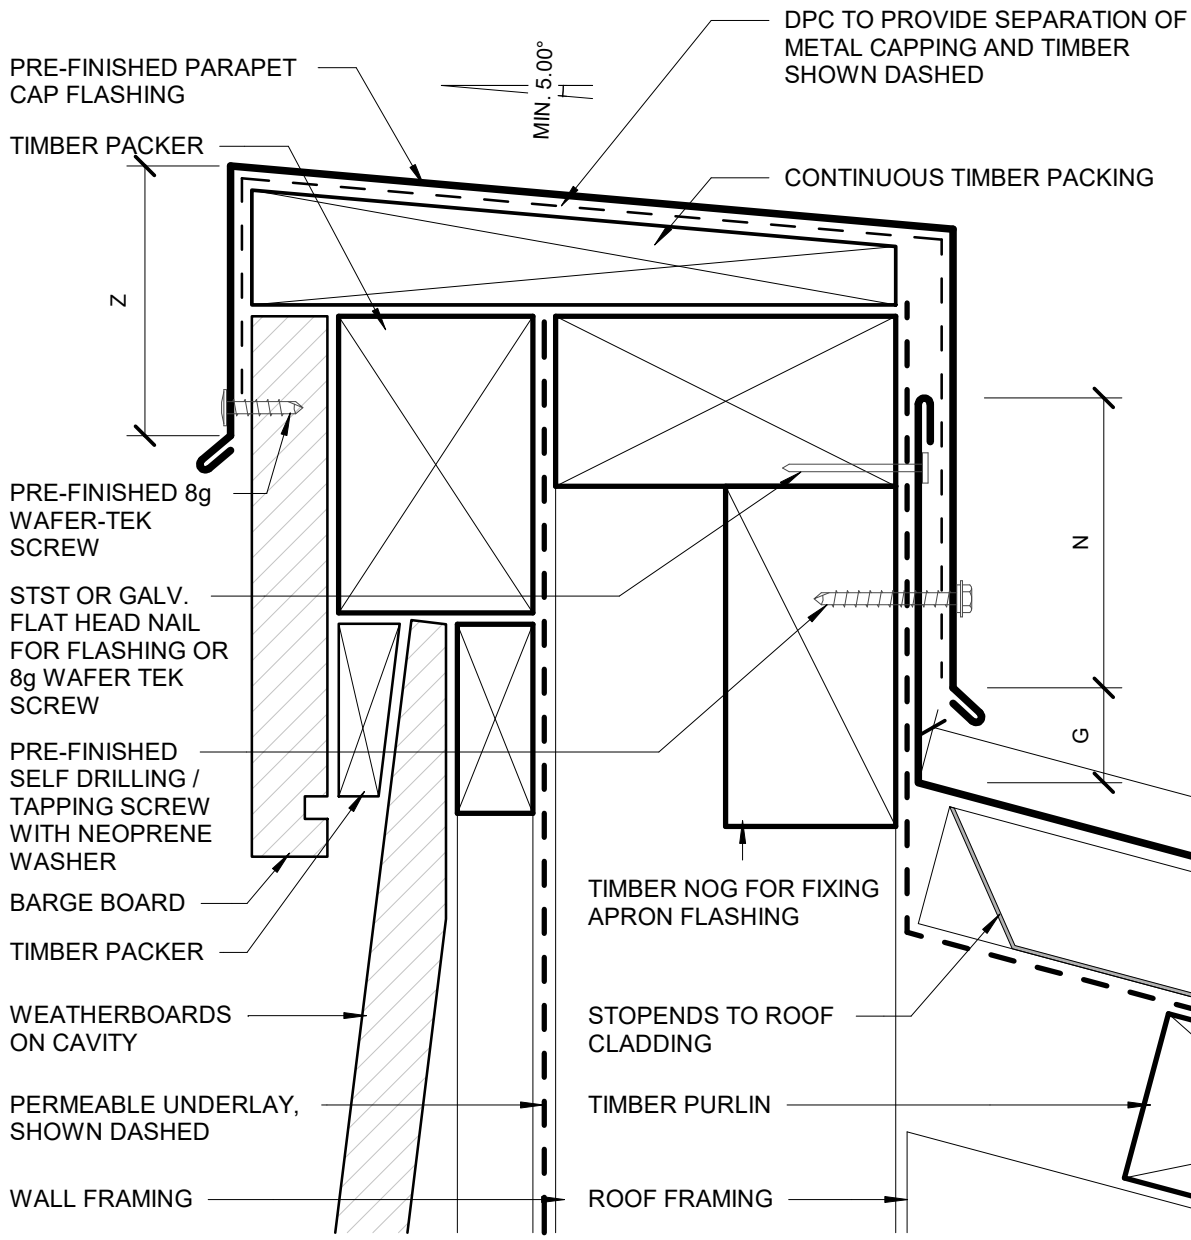 DPC TO PROVIDE SEPARATION OF
METAL CAPPING AND TIMBER
SHOWN DASHED
PRE-FINISHED PARAPET
CAP FLASHING
MIN. 5.00°
TIMBER PACKER
CONTINUOUS TIMBER PACKING
Z
PRE-FINISHED 8g
WAFER-TEK
SCREW
N
STST OR GALV.
FLAT HEAD NAIL
FOR FLASHING OR
8g WAFER TEK
SCREW
G
PRE-FINISHED
SELF DRILLING /
TAPPING SCREW
WITH NEOPRENE
WASHER
TIMBER NOG FOR FIXING
APRON FLASHING
BARGE BOARD
TIMBER PACKER
WEATHERBOARDS
ON CAVITY
STOPENDS TO ROOF
CLADDING
PERMEABLE UNDERLAY,
SHOWN DASHED
TIMBER PURLIN
WALL FRAMING
ROOF FRAMING